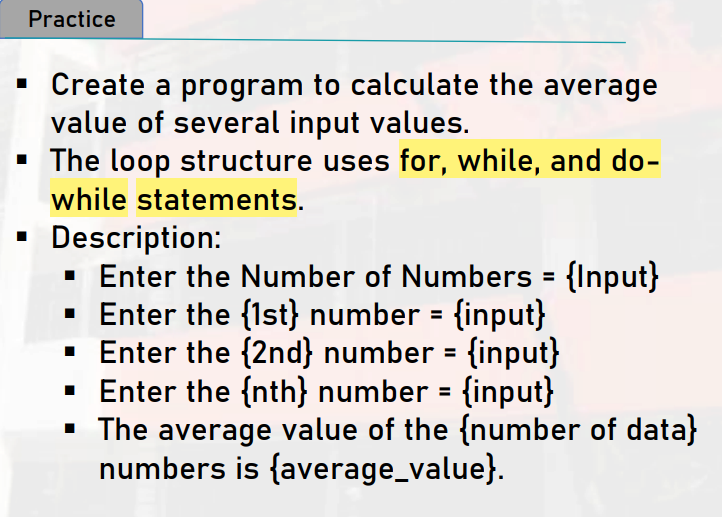 Practice
▪ Create a program to calculate the average
value of several input values.
▪ The loop structure uses for, while, and do-
while statements.
▪ Description:
▪ Enter the Number of Numbers = {Input}
▪ Enter the {1st} number = {input}
▪ Enter the {2nd} number = {input}
▪ Enter the {nth} number = {input}
▪ The average value of the {number of data}
numbers is {average_value}.